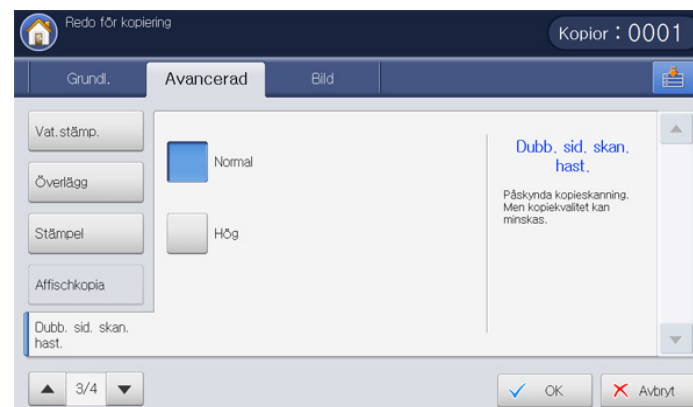 Redo för kopiering
Kopior : 0001
Grundl.
Avancerad
Bild
Vat.stämp.
Överlägg
Stämpel
Affischkopia
Dubb. sid. skan.
hast.
Normal
Hög
Dubb. sid. skan.
hast.
Påskynda kopieskanning.
Men kopiekvalitet kan
minskas.
3/4
OK
Avbryt